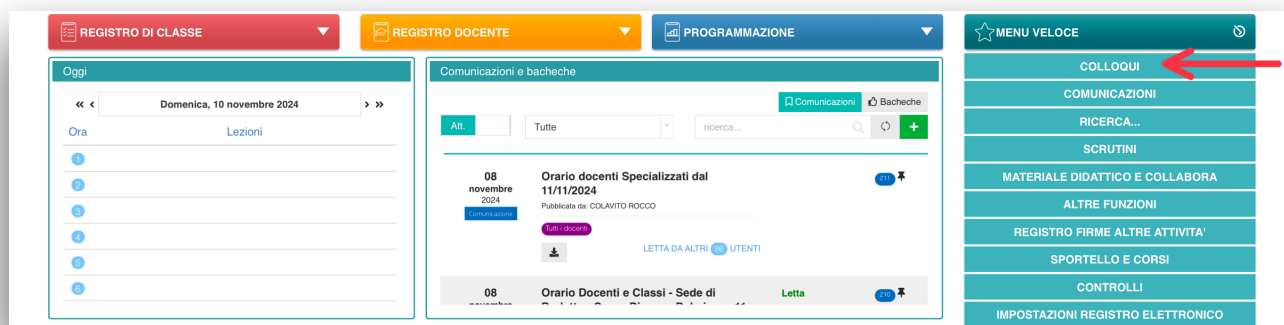 REGISTRO DI CLASSE
REGISTRO DOCENTE
PROGRAMMAZIONE
MENU VELOCE
Oggi
Domenica, 10 novembre 2024
Ora Lezioni
1
2
3
4
5
6
Comunicazioni e bacheche
Comunicazioni Bacheche
Att. Tutte ricerca...
08
novembre
2024
Comunicazione
Orario docenti Specializzati dal
11/11/2024
Pubblicata da: COLAVITO ROCCO
Tutti i docenti
LETTA DA ALTRI 86 UTENTI
211
08
novembre
Orario Docenti e Classi - Sede di
Letta
210
COLLOQUI
COMUNICAZIONI
RICERCA...
SCRUTINI
MATERIALE DIDATTICO E COLLABORA
ALTRE FUNZIONI
REGISTRO FIRME ALTRE ATTIVITA'
SPORTELLO E CORSI
CONTROLLI
IMPOSTAZIONI REGISTRO ELETTRONICO